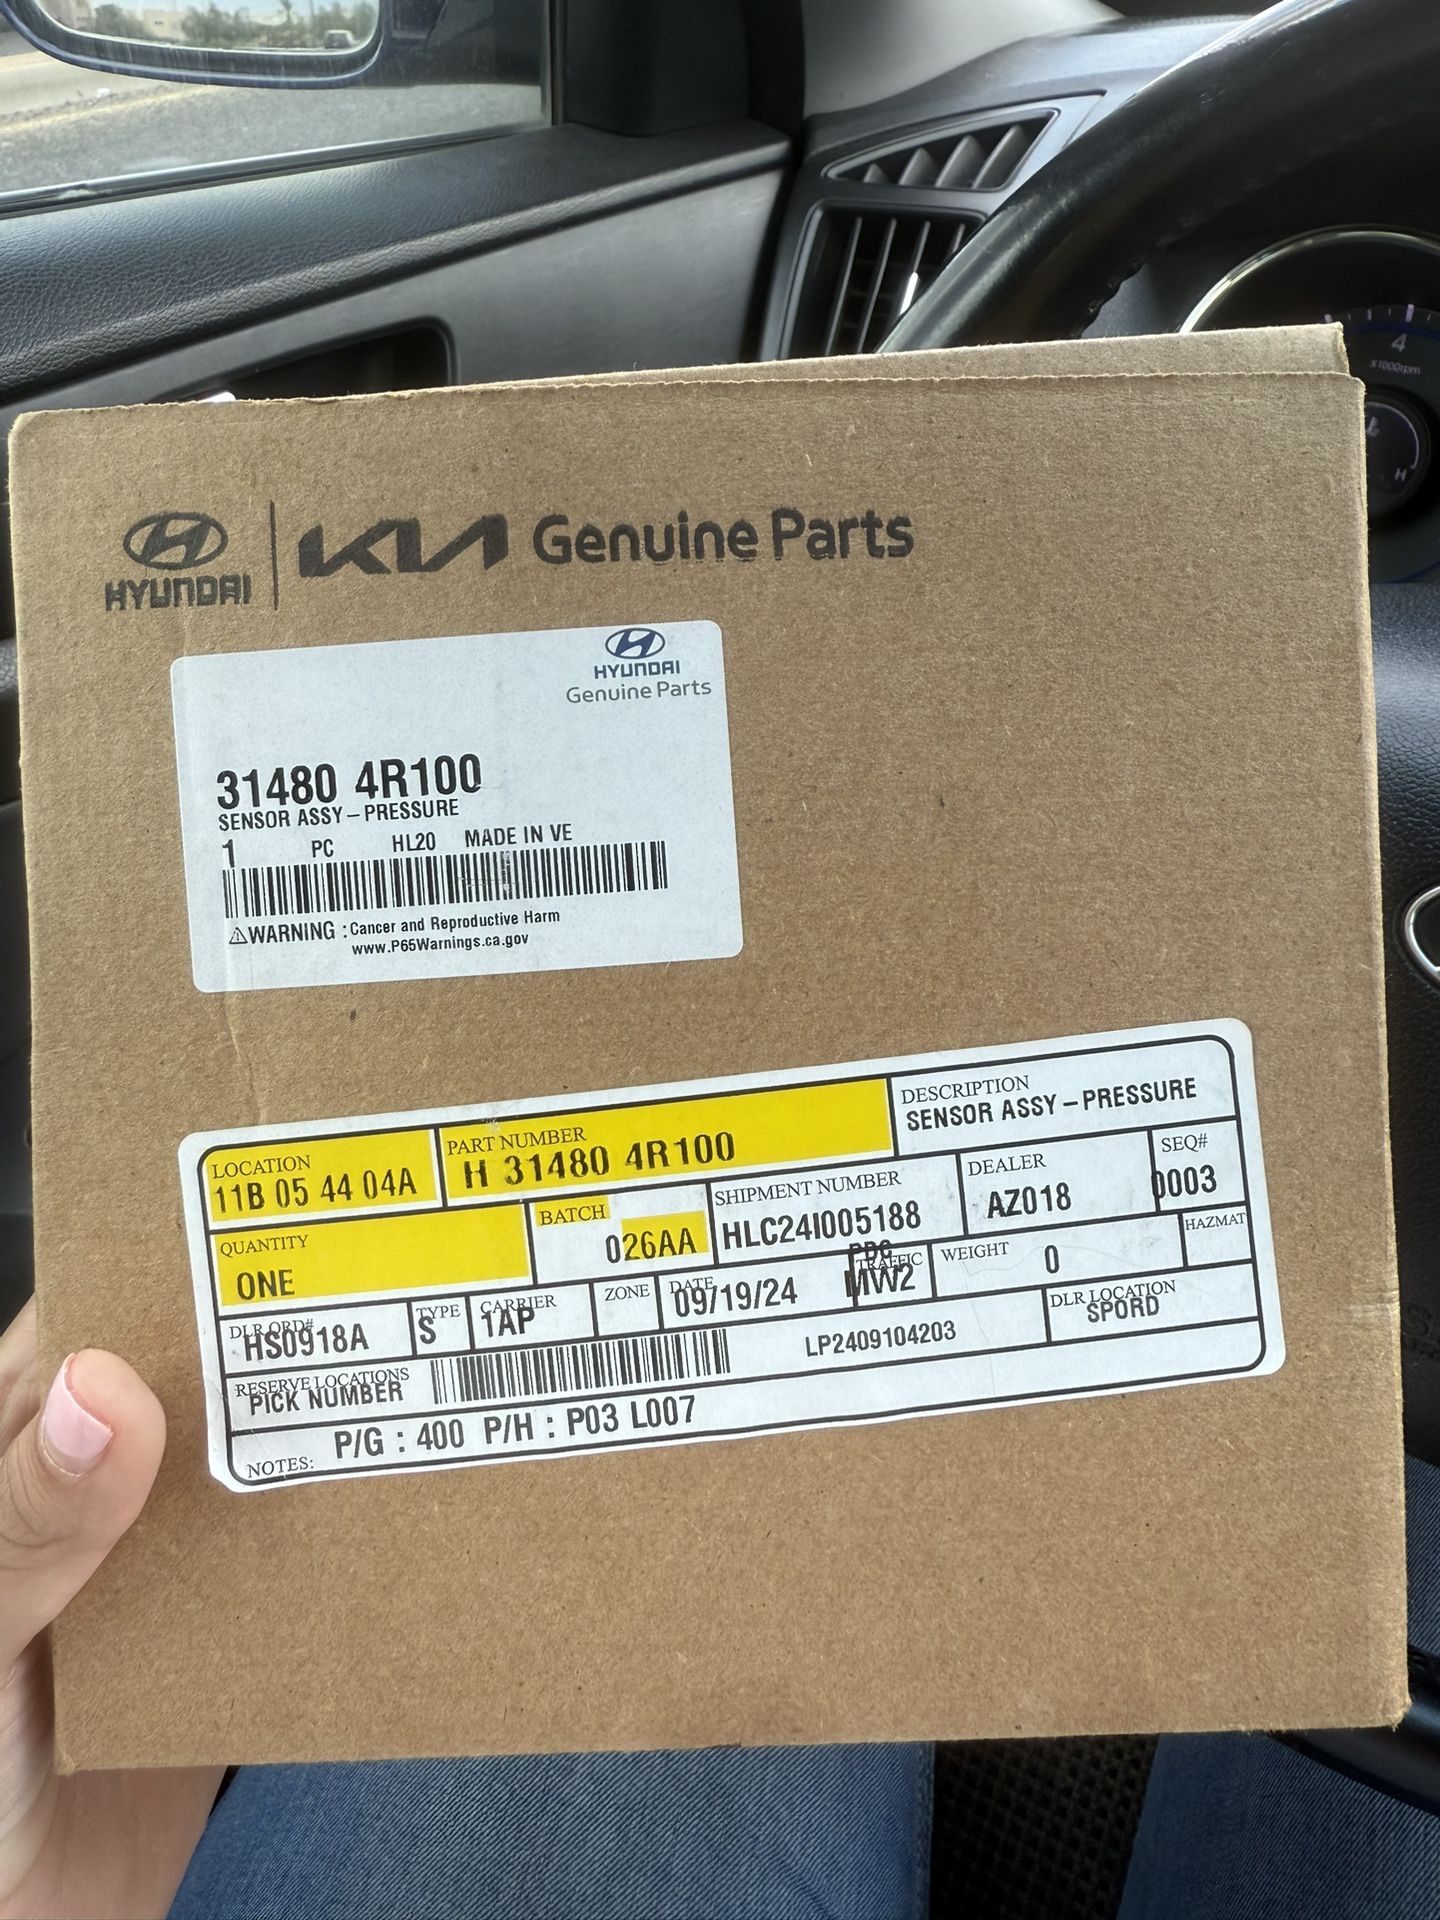 4
x1000rpm
H
HYUNDAI KIA Genuine Parts
HYUNDAI
Genuine Parts
31480 4R100
SENSOR ASSY-PRESSURE
1 PC HL20 MADE IN VE
WARNING : Cancer and Reproductive Harm
www.P65Warnings.ca.gov
LOCATION
11B 05 44 04A
PART NUMBER
H 31480 4R100
DESCRIPTION
SENSOR ASSY-PRESSURE
QUANTITY
ONE
BATCH
026AA
SHIPMENT NUMBER
HLC24I005188
DEALER
AZ018
SEQ#
0003
DLR ORD#
HS0918A
TYPE
S
CARRIER
1AP
ZONE
DATE
09/19/24
PDC
TRAFFIC
MW2
WEIGHT
0
HAZMAT
RESERVE LOCATIONS
PICK NUMBER
LP2409104203
DLR LOCATION
SPORD
NOTES:
P/G : 400 P/H : P03 L007